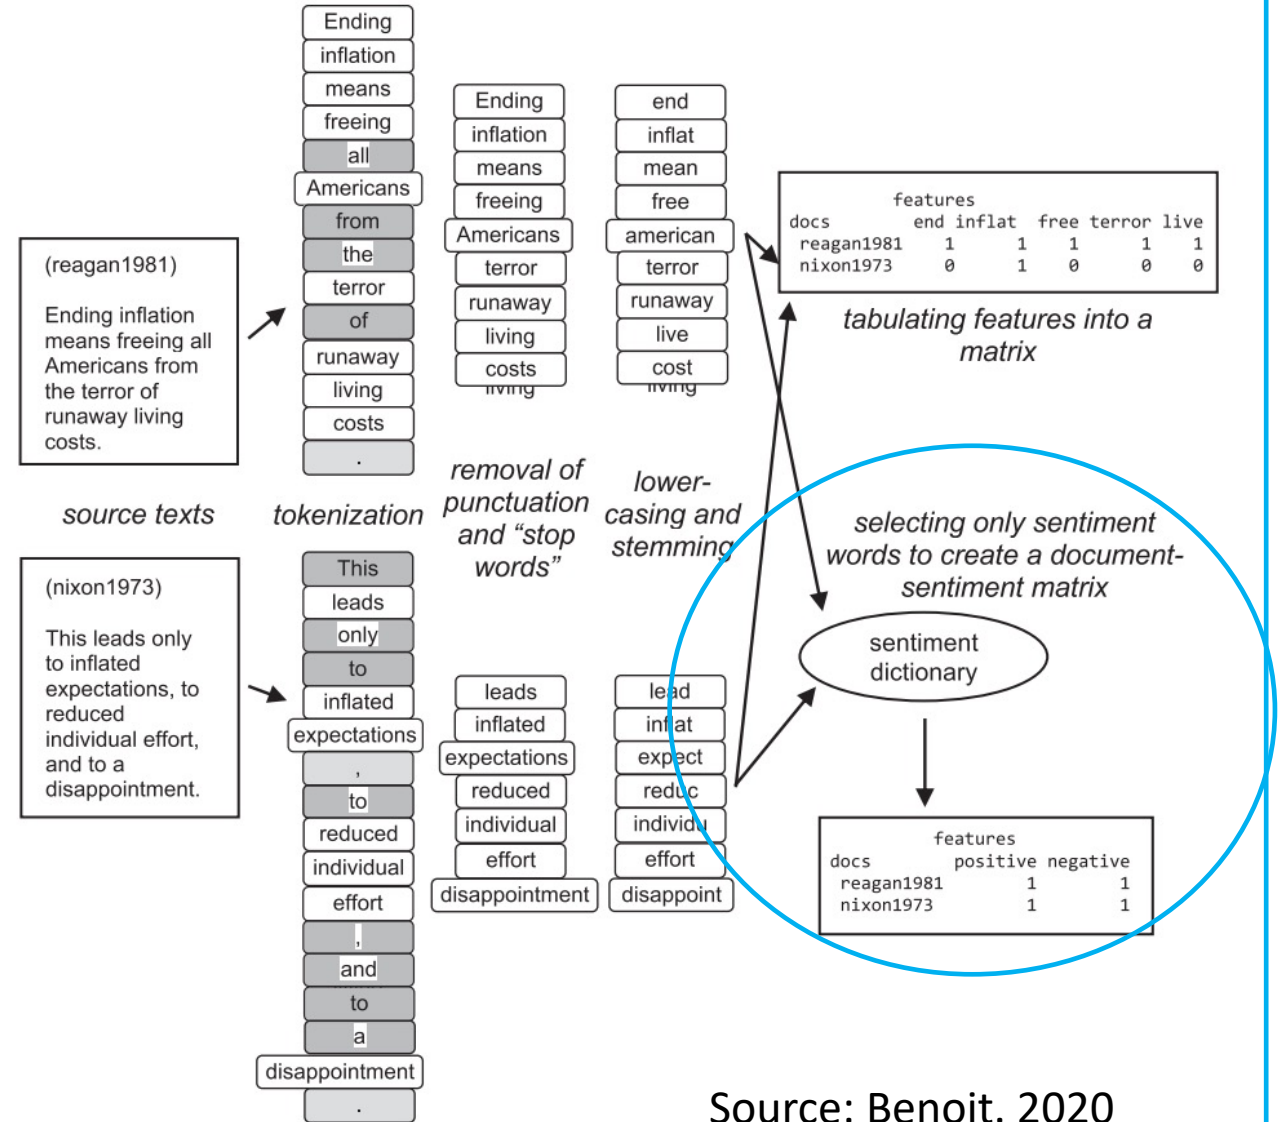 (reagan1981)
Ending inflation
means freeing all
Americans from
the terror of
runaway living
costs.
source texts
(nixon1973)
This leads only
to inflated
expectations, to
reduced
individual effort,
and to a
disappointment.
Ending
inflation
means
freeing
all
Americans
from
the
terror
of
runaway
living
costs
.
tokenization
This
leads
only
to
inflated
expectations
,
to
reduced
individual
effort
,
and
to
a
disappointment
.
Ending
inflation
means
freeing
Americans
terror
runaway
living
costs
living
removal of
punctuation
and “stop
words”
leads
inflated
expectations
reduced
individual
effort
disappointment
end
inflat
mean
free
american
terror
runaway
live
cost
living
lower-
casing and
stemming
lead
inflat
expect
reduc
individu
effort
disappoint
features
docs end inflat free terror live
reagan1981 1 1 1 1 1
nixon1973 0 1 0 0 0
tabulating features into a
matrix
selecting only sentiment
words to create a document-
sentiment matrix
sentiment
dictionary
features
docs positive negative
reagan1981 1 1
nixon1973 1 1
Source: Benoit, 2020